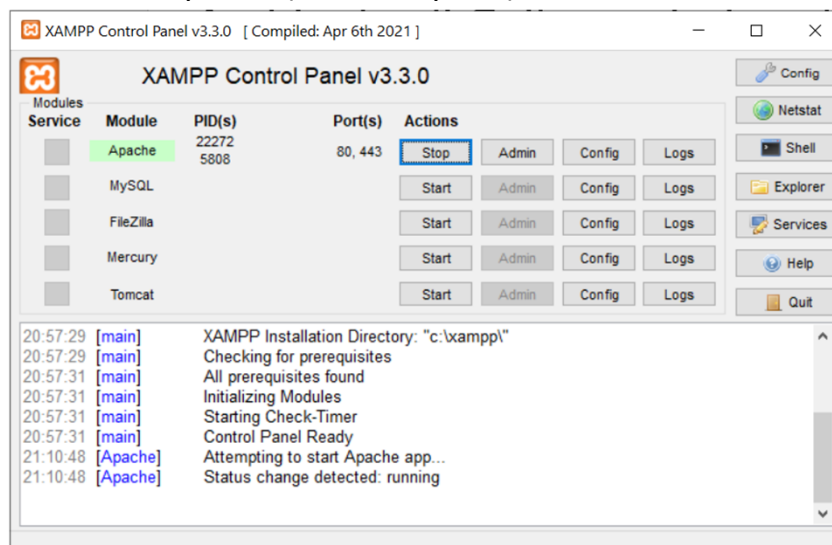 XAMPP Control Panel v3.3.0 [ Compiled: Apr 6th 2021 ]
XAMPP Control Panel v3.3.0
Config
Modules
Service Module PID(s) Port(s) Actions
Netstat
Apache 22272 5808 80, 443 Stop Admin Config Logs
Shell
MySQL Start Admin Config Logs
Explorer
FileZilla Start Admin Config Logs
Services
Mercury Start Admin Config Logs
Help
Tomcat Start Admin Config Logs
Quit
20:57:29 [main] XAMPP Installation Directory: "c:\xampp\"
20:57:29 [main] Checking for prerequisites
20:57:31 [main] All prerequisites found
20:57:31 [main] Initializing Modules
20:57:31 [main] Starting Check-Timer
20:57:31 [main] Control Panel Ready
21:10:48 [Apache] Attempting to start Apache app...
21:10:48 [Apache] Status change detected: running